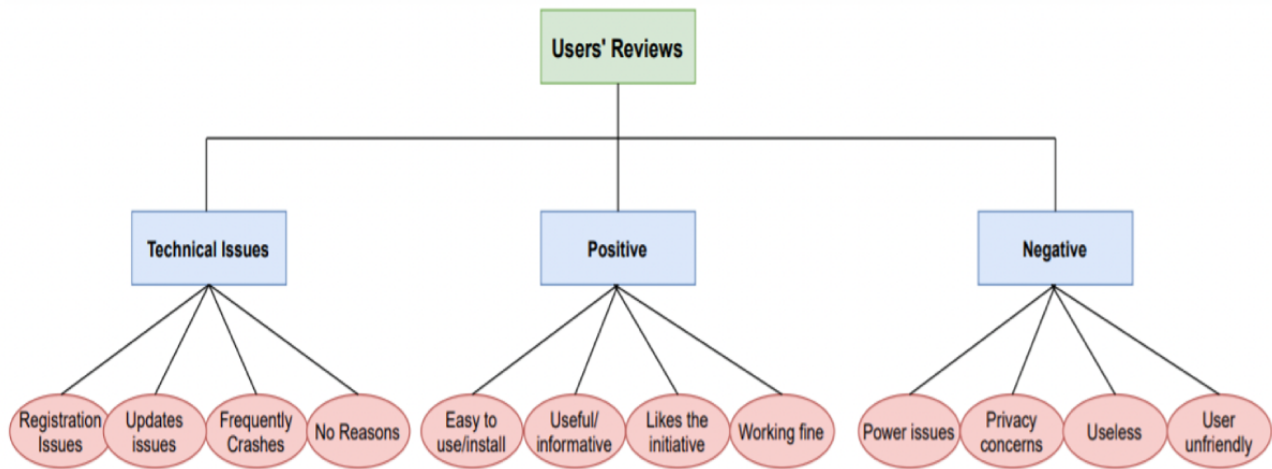 Users' Reviews
Technical Issues
Positive
Negative
Registration
Issues
Updates
issues
Frequently
Crashes
No Reasons
Easy to
use/install
Useful/
informative
Likes the
initiative
Working fine
Power issues
Privacy
concerns
Useless
User
unfriendly